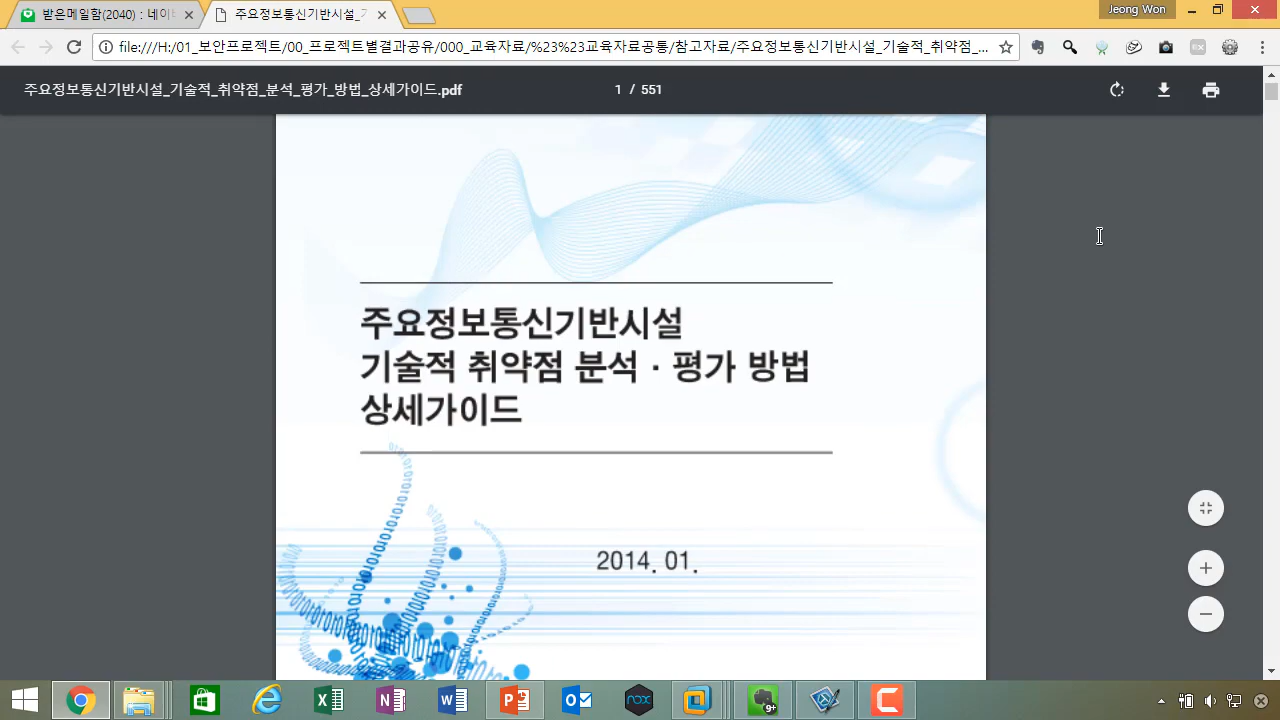 받은메일함(2040) : 네이버
주요정보통신기반시설_기
Jeong Won
file:///H:/01_보안프로젝트/00_프로젝트별결과공유/000_교육자료/%23%23교육자료공통/참고자료/주요정보통신기반시설_기술적_취약점_...
주요정보통신기반시설_기술적_취약점_분석_평가_방법_상세가이드.pdf
1 / 551
주요정보통신기반시설
기술적 취약점 분석 · 평가 방법
상세가이드
2014. 01.
nox
9+